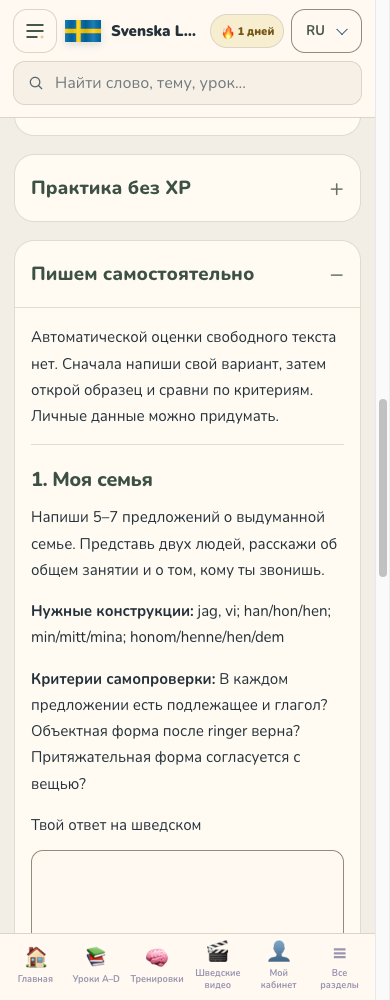 Svenska L...
🔥 1 дней
RU
Найти слово, тему, урок...
Практика без XP
Пишем самостоятельно
Автоматической оценки свободного текста
нет. Сначала напиши свой вариант, затем
открой образец и сравни по критериям.
Личные данные можно придумать.
1. Моя семья
Напиши 5–7 предложений о выдуманной
семье. Представь двух людей, расскажи об
общем занятии и о том, кому ты звонишь.
Нужные конструкции: jag, vi; han/hon/hen;
min/mitt/mina; honom/henne/hen/dem
Критерии самопроверки: В каждом
предложении есть подлежащее и глагол?
Объектная форма после ringer верна?
Притяжательная форма согласуется с
вещью?
Твой ответ на шведском
Главная
Уроки A–D
Тренировки
Шведские
видео
Мой
кабинет
Все
разделы